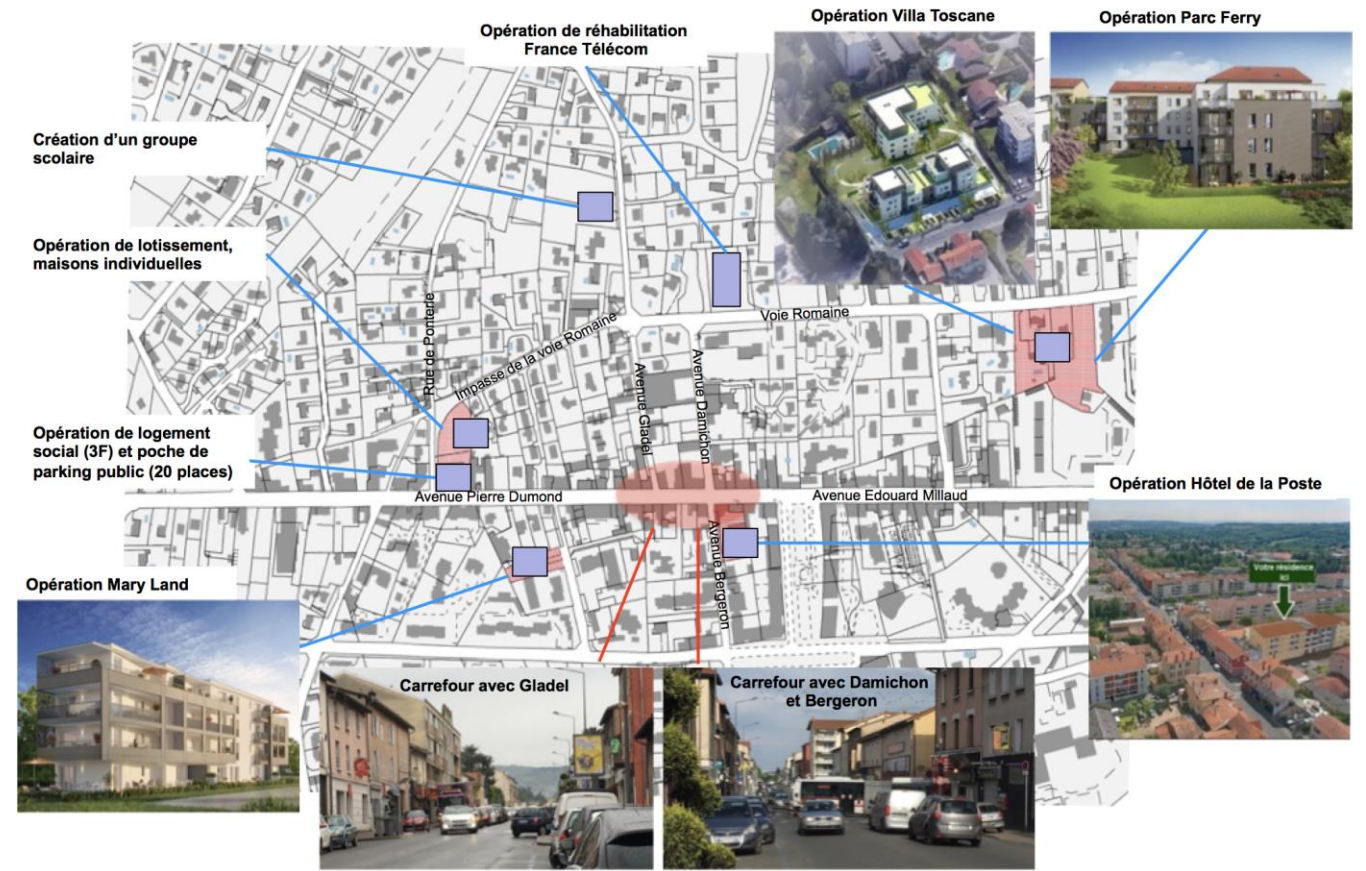 Opération Villa Toscane
Opération Parc Ferry
Opération de réhabilitation
France Télécom
Création d'un groupe
scolaire
Opération de lotissement,
maisons individuelles
Rue de Ponterle
Impasse de la voie Romaine
Voie Romaine
Avenue Gladel
Avenue Damichon
Opération de logement
social (3F) et poche de
parking public (20 places)
Avenue Pierre Dumond
Avenue Edouard Millaud
Opération Hôtel de la Poste
Avenue Bergeron
Votre résidence
ici
Opération Mary Land
Carrefour avec Gladel
Carrefour avec Damichon
et Bergeron